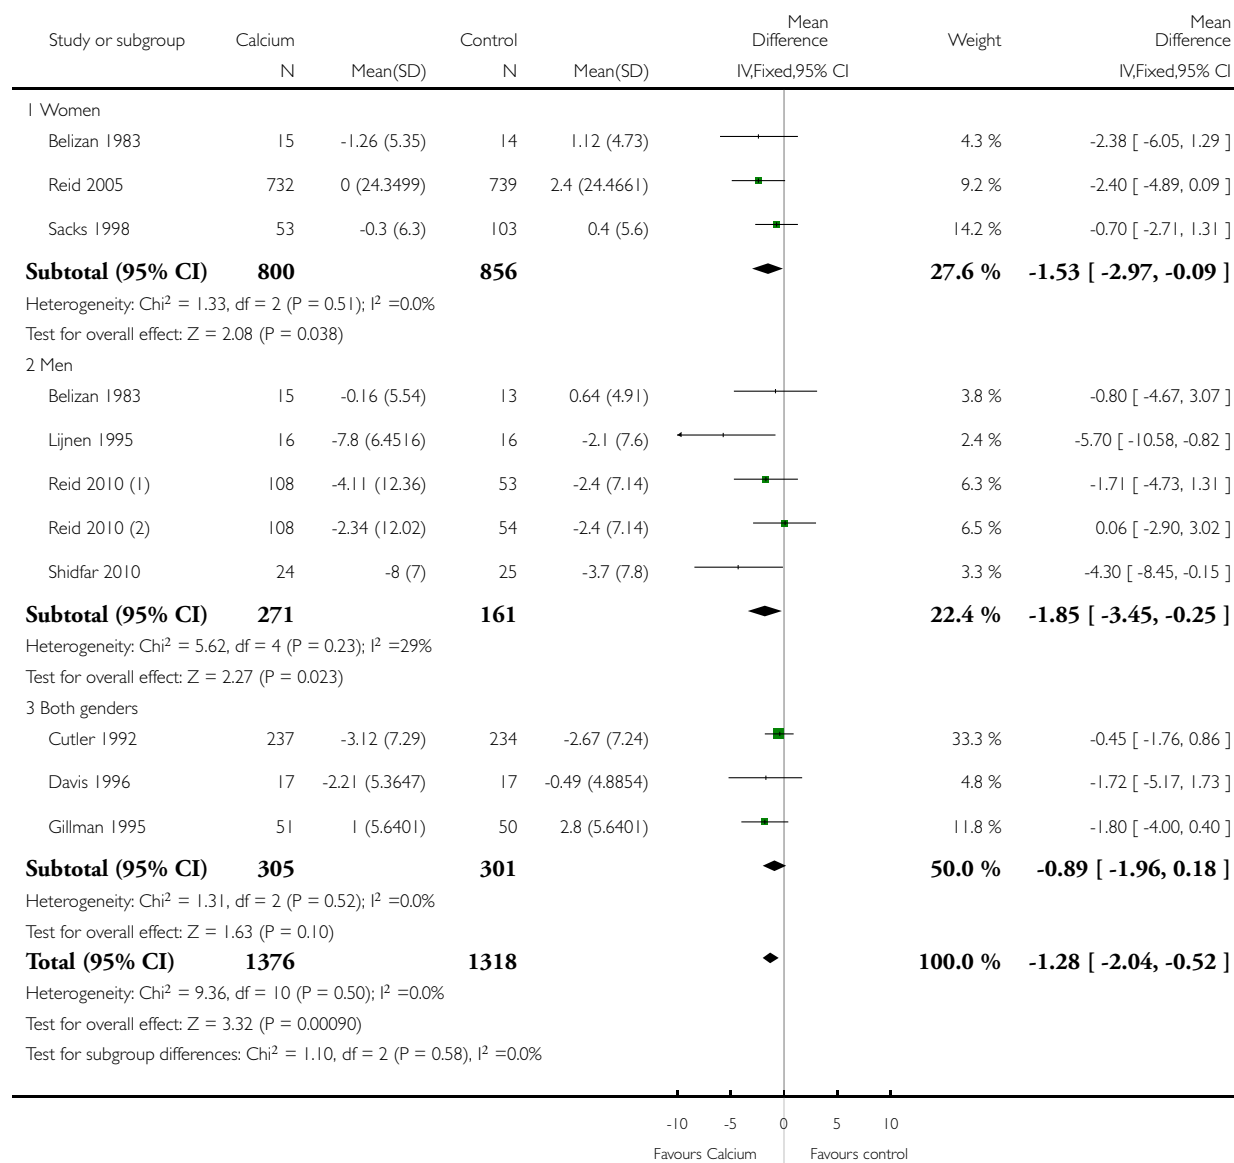 Mean Mean
Study or subgroup Calcium Control Difference Weight Difference
N Mean(SD) N Mean(SD) IV,Fixed,95% CI IV,Fixed,95% CI
1 Women
Belizan 1983 15 -1.26 (5.35) 14 1.12 (4.73) 4.3 % -2.38 [ -6.05, 1.29 ]
Reid 2005 732 0 (24.3499) 739 2.4 (24.4661) 9.2 % -2.40 [ -4.89, 0.09 ]
Sacks 1998 53 -0.3 (6.3) 103 0.4 (5.6) 14.2 % -0.70 [ -2.71, 1.31 ]
Subtotal (95% CI) 800 856 27.6 % -1.53 [ -2.97, -0.09 ]
Heterogeneity: Chi² = 1.33, df = 2 (P = 0.51); I² =0.0%
Test for overall effect: Z = 2.08 (P = 0.038)
2 Men
Belizan 1983 15 -0.16 (5.54) 13 0.64 (4.91) 3.8 % -0.80 [ -4.67, 3.07 ]
Lijnen 1995 16 -7.8 (6.4516) 16 -2.1 (7.6) 2.4 % -5.70 [ -10.58, -0.82 ]
Reid 2010 (1) 108 -4.11 (12.36) 53 -2.4 (7.14) 6.3 % -1.71 [ -4.73, 1.31 ]
Reid 2010 (2) 108 -2.34 (12.02) 54 -2.4 (7.14) 6.5 % 0.06 [ -2.90, 3.02 ]
Shidfar 2010 24 -8 (7) 25 -3.7 (7.8) 3.3 % -4.30 [ -8.45, -0.15 ]
Subtotal (95% CI) 271 161 22.4 % -1.85 [ -3.45, -0.25 ]
Heterogeneity: Chi² = 5.62, df = 4 (P = 0.23); I² =29%
Test for overall effect: Z = 2.27 (P = 0.023)
3 Both genders
Cutler 1992 237 -3.12 (7.29) 234 -2.67 (7.24) 33.3 % -0.45 [ -1.76, 0.86 ]
Davis 1996 17 -2.21 (5.3647) 17 -0.49 (4.8854) 4.8 % -1.72 [ -5.17, 1.73 ]
Gillman 1995 51 1 (5.6401) 50 2.8 (5.6401) 11.8 % -1.80 [ -4.00, 0.40 ]
Subtotal (95% CI) 305 301 50.0 % -0.89 [ -1.96, 0.18 ]
Heterogeneity: Chi² = 1.31, df = 2 (P = 0.52); I² =0.0%
Test for overall effect: Z = 1.63 (P = 0.10)
Total (95% CI) 1376 1318 100.0 % -1.28 [ -2.04, -0.52 ]
Heterogeneity: Chi² = 9.36, df = 10 (P = 0.50); I² =0.0%
Test for overall effect: Z = 3.32 (P = 0.00090)
Test for subgroup differences: Chi² = 1.10, df = 2 (P = 0.58), I² =0.0%
-10 -5 0 5 10
Favours Calcium Favours control